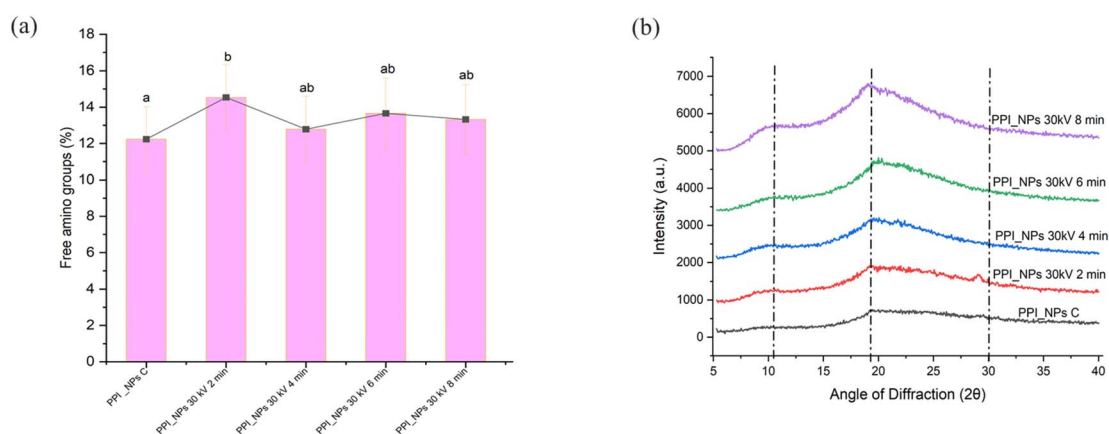 (a)
18
16
14
12
10
8
6
4
2
0
Free amino groups (%)
a
b
ab
ab
ab
PPI_NPs C
PPI_NPs 30 kV 2 min
PPI_NPs 30 kV 4 min
PPI_NPs 30 kV 6 min
PPI_NPs 30 kV 8 min
(b)
7000
6000
5000
4000
3000
2000
1000
0
Intensity (a.u.)
PPI_NPs 30kV 8 min
PPI_NPs 30kV 6 min
PPI_NPs 30kV 4 min
PPI_NPs 30kV 2 min
PPI_NPs C
5
10
15
20
25
30
35
40
Angle of Diffraction (2θ)